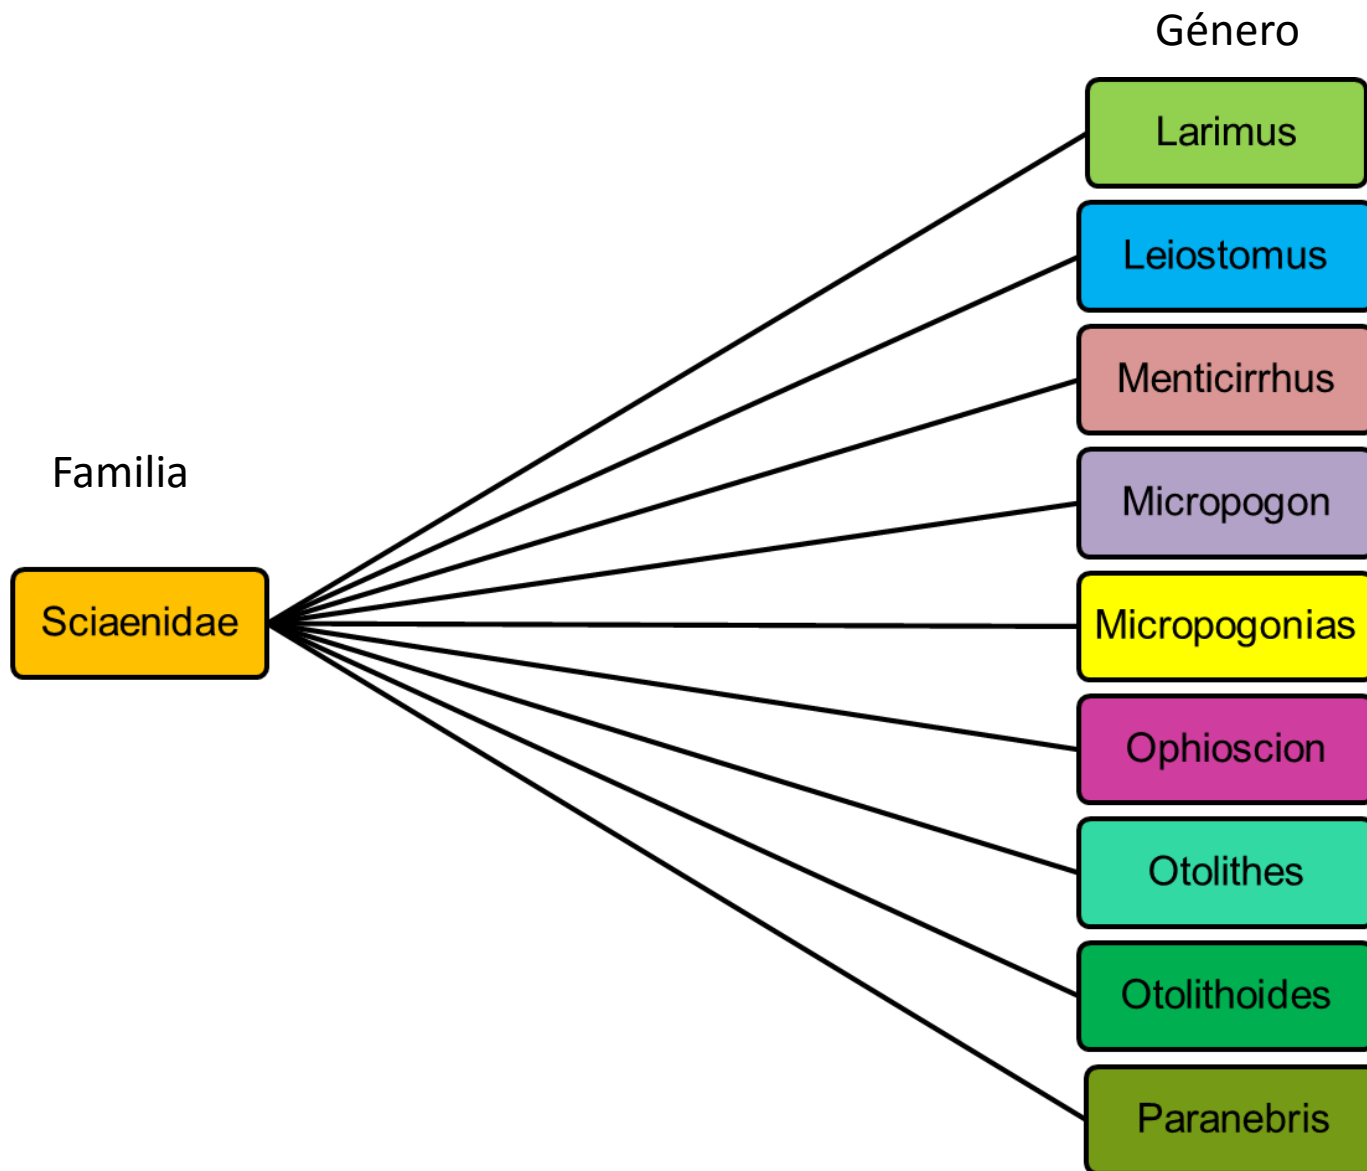 Género
Larimus
Leiostomus
Menticirrhus
Micropogon
Familia
Sciaenidae
Micropogonias
Ophioscion
Otolithes
Otolithoides
Paranebris